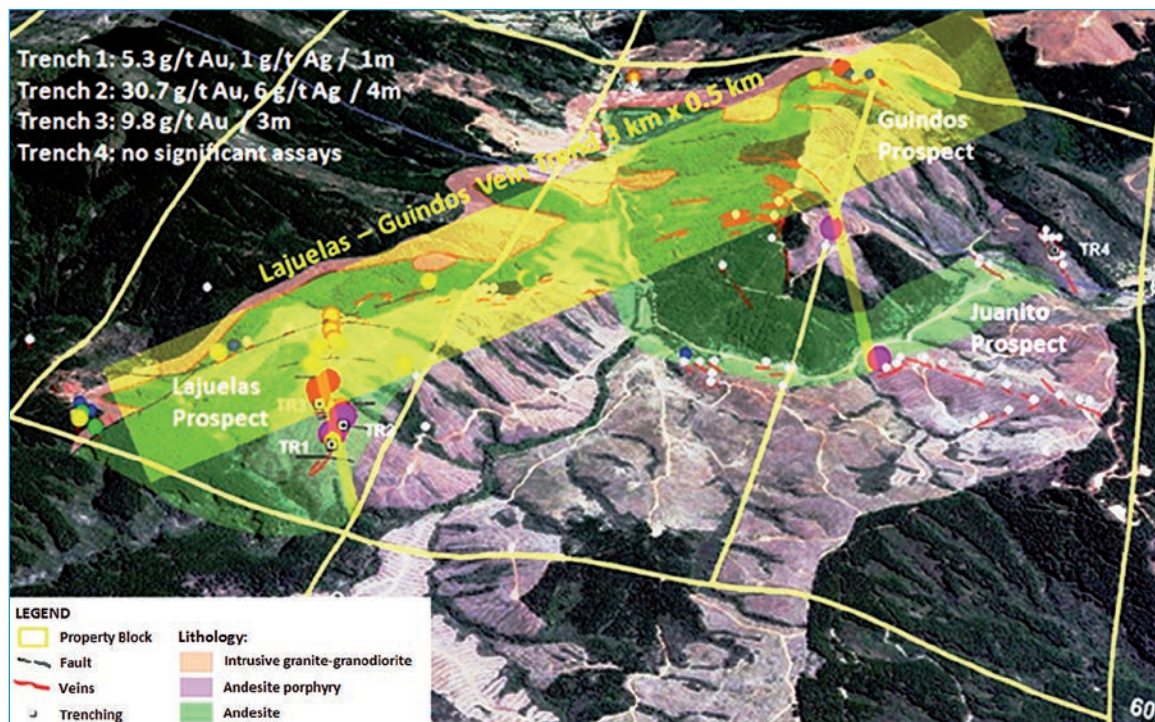 Trench 1: 5.3 g/t Au, 1 g/t Ag / 1m
Trench 2: 30.7 g/t Au, 6 g/t Ag / 4m
Trench 3: 9.8 g/t Au / 3m
Trench 4: no significant assays
Lajuelas – Guindos Vein Trend 3 km x 0.5 km
Guindos
Prospect
TR4
Juanito
Prospect
Lajuelas
Prospect
TR3
TR2
TR1
LEGEND
Property Block
Fault
Veins
Trenching
Lithology:
Intrusive granite-granodiorite
Andesite porphyry
Andesite
60